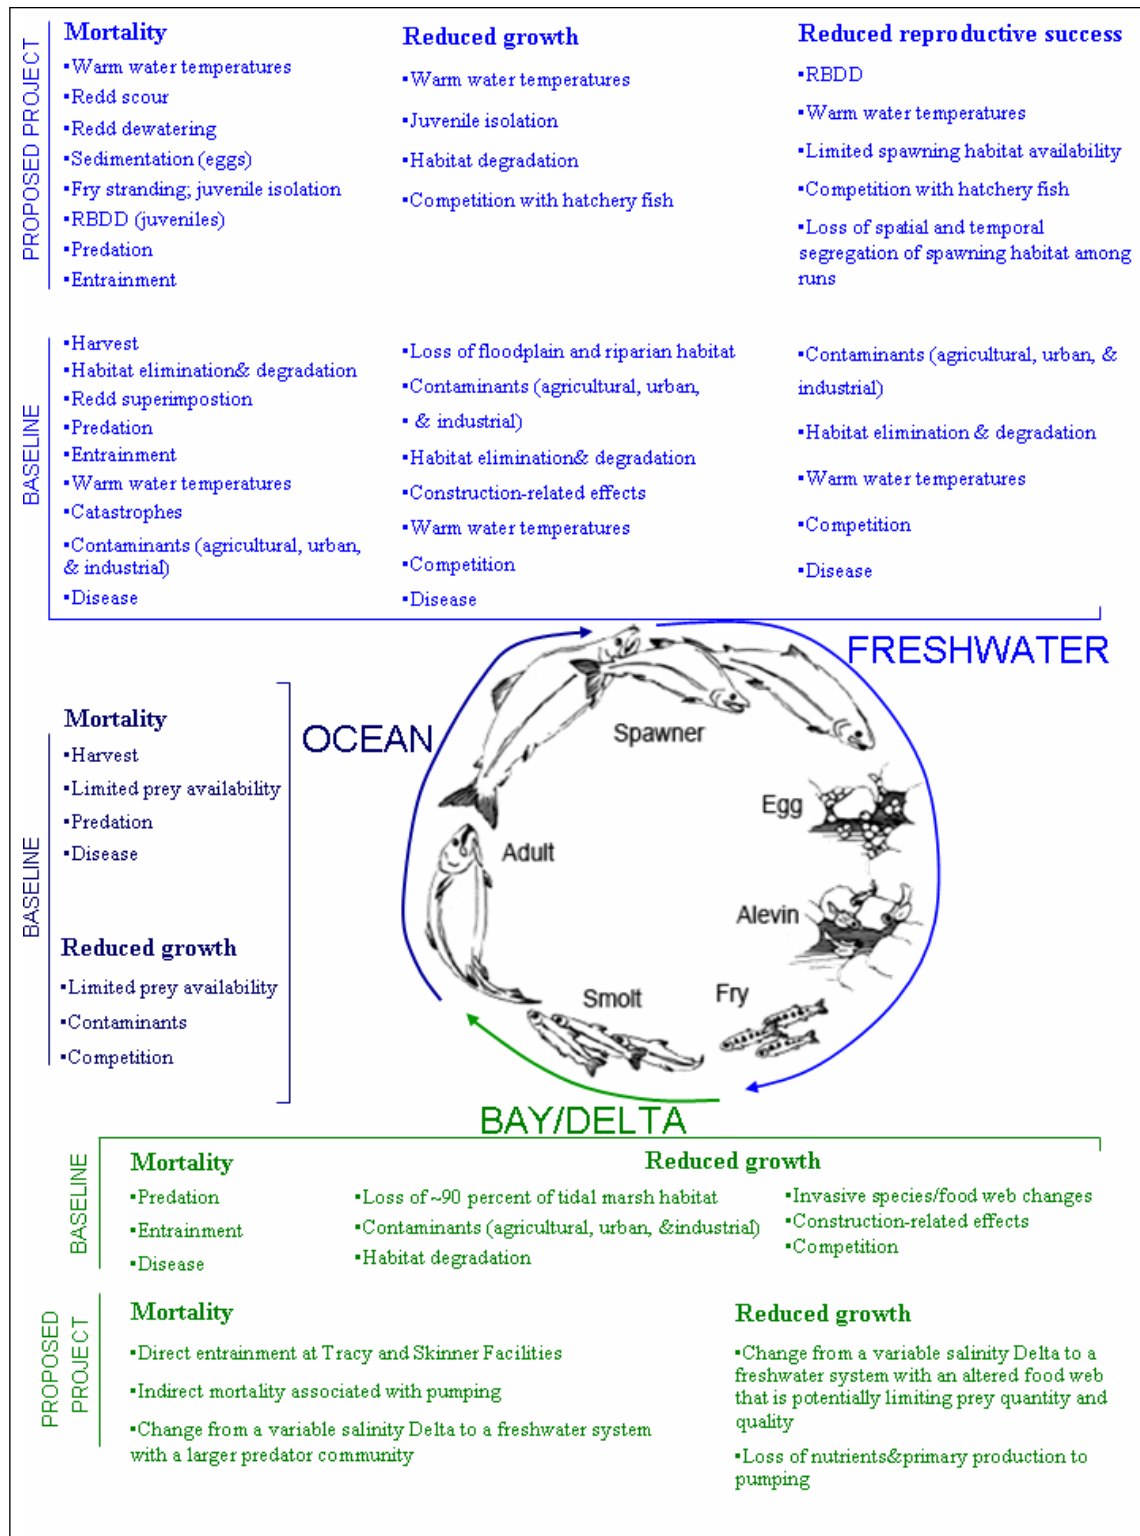 PROPOSED PROJECT
Mortality
▪Warm water temperatures
▪Redd scour
▪Redd dewatering
▪Sedimentation (eggs)
▪Fry stranding; juvenile isolation
▪RBDD (juveniles)
▪Predation
▪Entrainment
Reduced growth
▪Warm water temperatures
▪Juvenile isolation
▪Habitat degradation
▪Competition with hatchery fish
Reduced reproductive success
▪RBDD
▪Warm water temperatures
▪Limited spawning habitat availability
▪Competition with hatchery fish
▪Loss of spatial and temporal
segregation of spawning habitat among
runs
BASELINE
▪Harvest
▪Habitat elimination& degradation
▪Redd superimpostion
▪Predation
▪Entrainment
▪Warm water temperatures
▪Catastrophes
▪Contaminants (agricultural, urban,
& industrial)
▪Disease
▪Loss of floodplain and riparian habitat
▪Contaminants (agricultural, urban,
▪ & industrial)
▪Habitat elimination& degradation
▪Construction-related effects
▪Warm water temperatures
▪Competition
▪Disease
▪Contaminants (agricultural, urban, &
industrial)
▪Habitat elimination & degradation
▪Warm water temperatures
▪Competition
▪Disease
FRESHWATER
OCEAN
Spawner
Egg
Alevin
Fry
Smolt
Adult
BASELINE
Mortality
▪Harvest
▪Limited prey availability
▪Predation
▪Disease
Reduced growth
▪Limited prey availability
▪Contaminants
▪Competition
BAY/DELTA
BASELINE
Mortality
▪Predation
▪Entrainment
▪Disease
Reduced growth
▪Loss of ~90 percent of tidal marsh habitat
▪Contaminants (agricultural, urban, &industrial)
▪Habitat degradation
▪Invasive species/food web changes
▪Construction-related effects
▪Competition
PROPOSED
PROJECT
Mortality
▪Direct entrainment at Tracy and Skinner Facilities
▪Indirect mortality associated with pumping
▪Change from a variable salinity Delta to a freshwater system
with a larger predator community
Reduced growth
▪Change from a variable salinity Delta to a
freshwater system with an altered food web
that is potentially limiting prey quantity and
quality
▪Loss of nutrients&primary production to
pumping